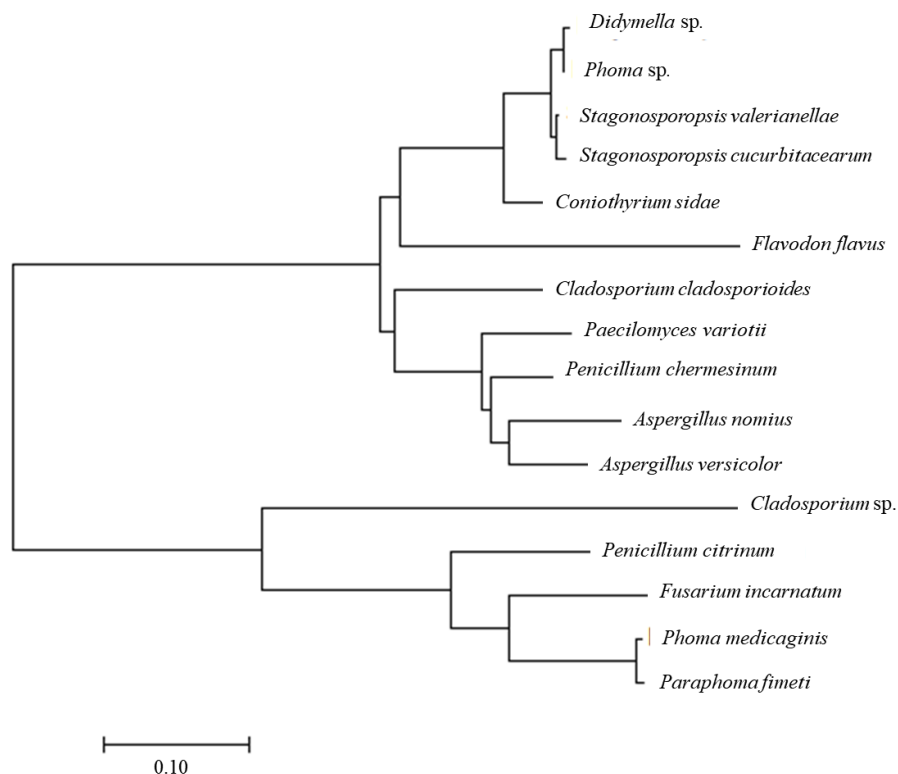 Didymella sp.
Phoma sp.
Stagonosporopsis valerianellae
Stagonosporopsis cucurbitacearum
Coniothyrium sidae
Flavodon flavus
Cladosporium cladosporioides
Paecilomyces variotii
Penicillium chermesinum
Aspergillus nomius
Aspergillus versicolor
Cladosporium sp.
Penicillium citrinum
Fusarium incarnatum
Phoma medicaginis
Paraphoma fimeti
0.10